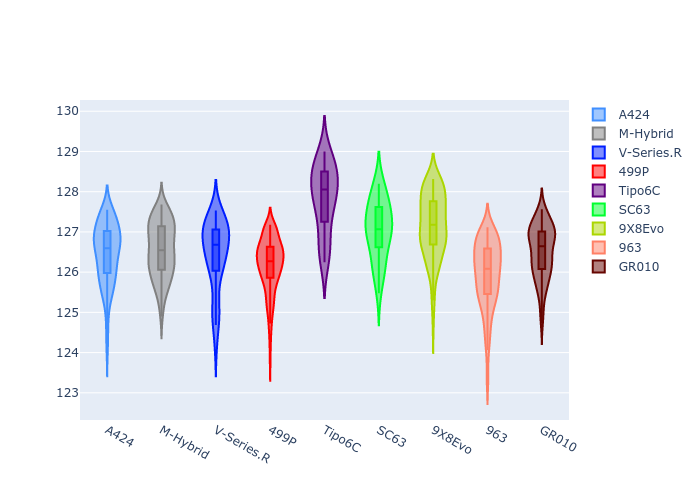 130
129
128
127
126
125
124
123
A424
M-Hybrid
V-Series.R
499P
Tipo6C
SC63
9X8Evo
963
GR010
A424
M-Hybrid
V-Series.R
499P
Tipo6C
SC63
9X8Evo
963
GR010